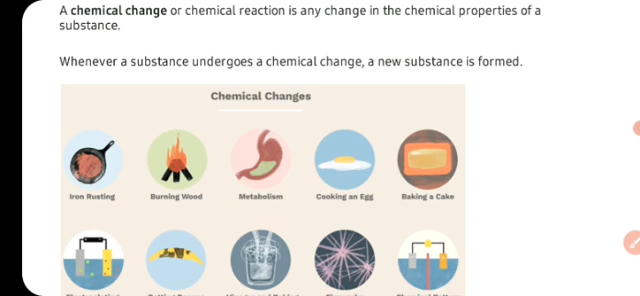 A chemical change or chemical reaction is any change in the chemical properties of a
substance.
Whenever a substance undergoes a chemical change, a new substance is formed.
Chemical Changes
Iron Rusting
Burning Wood
Metabolism
Cooking an Egg
Baking a Cake